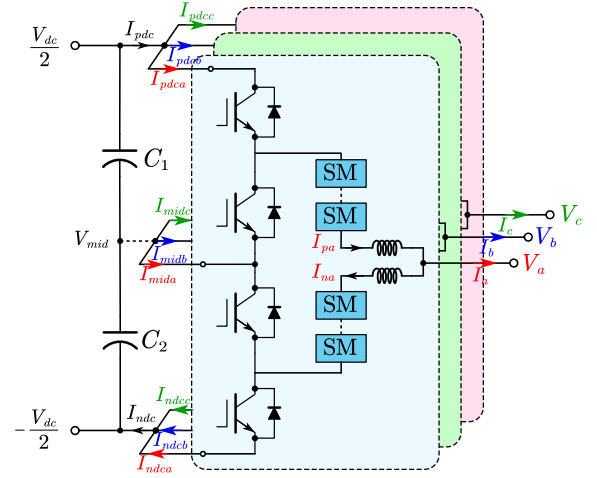 I_pdcc
V_dc/2
I_pdc
I_pdcb
I_pdca
C_1
SM
SM
I_midc
V_mid
I_midb
I_mida
I_pa
I_na
I_c
V_c
I_b
V_b
I_a
V_a
C_2
SM
SM
I_ndcc
-V_dc/2
I_ndc
I_ndcb
I_ndca